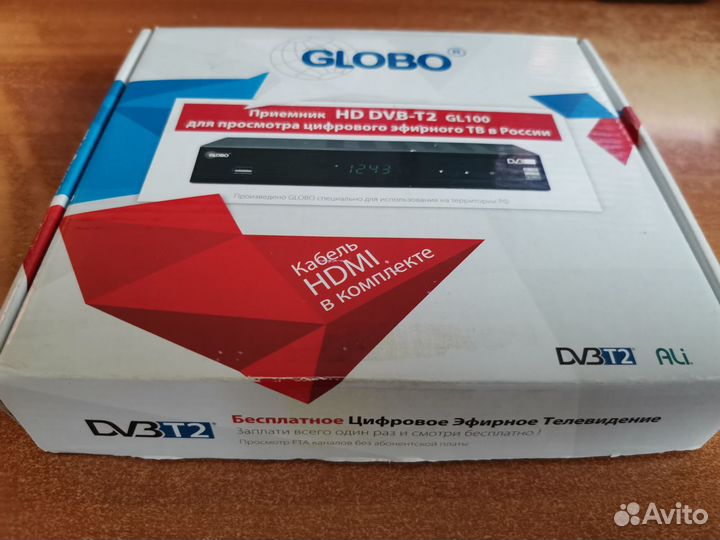 GLOBO®
Приемник HD DVB-T2 GL100
для просмотра цифрового эфирного ТВ в России
GLOBO
1243
DVB
Произведено GLOBO специально для использования на территории РФ
Кабель
HDMI
в комплекте
DVB T2 ALi
DVB T2
Бесплатное Цифровое Эфирное Телевидение
Заплати всего один раз и смотри бесплатно!
Просмотр FTA каналов без абонентской платы
Avito